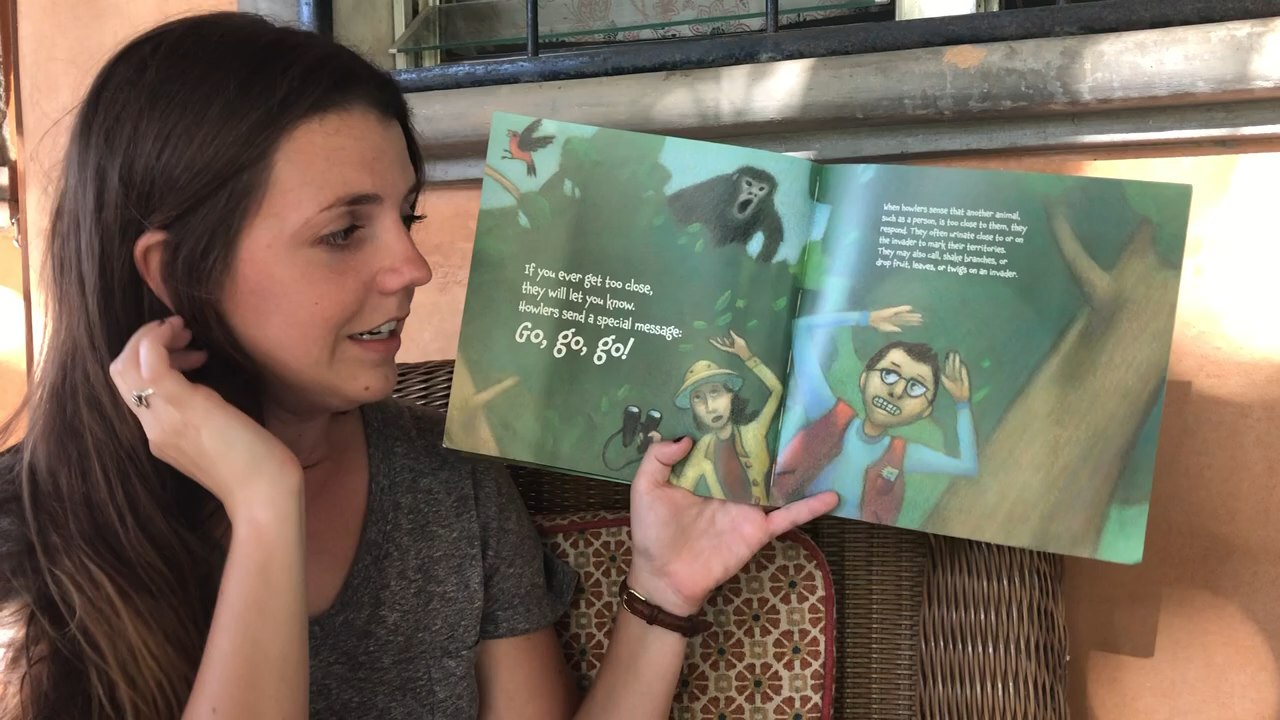 If you ever get too close,
they will let you know.
Howlers send a special message:
Go, go, go!
When howlers sense that another animal,
such as a person, is too close to them, they
respond. They often urinate close to or on
the invader to mark their territories.
They may also call, shake branches, or
drop fruit, leaves, or twigs on an invader.